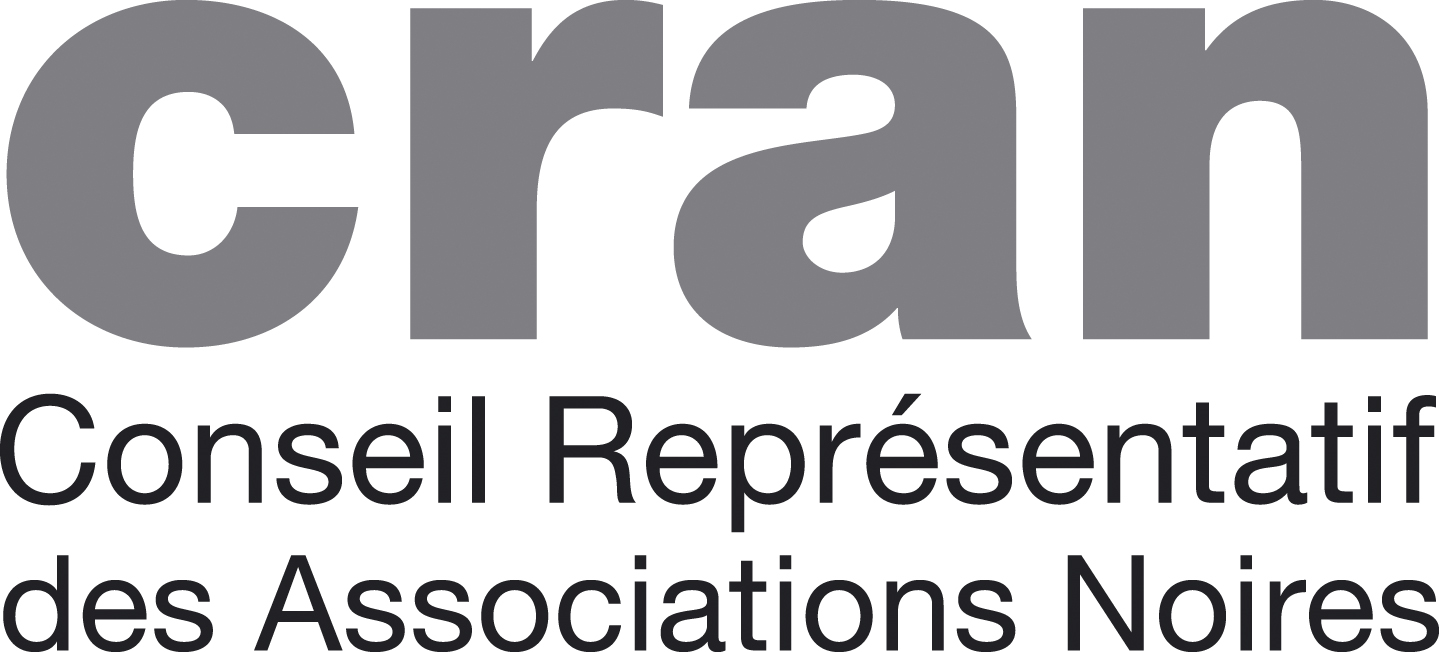 cran
Conseil Représentatif
des Associations Noires